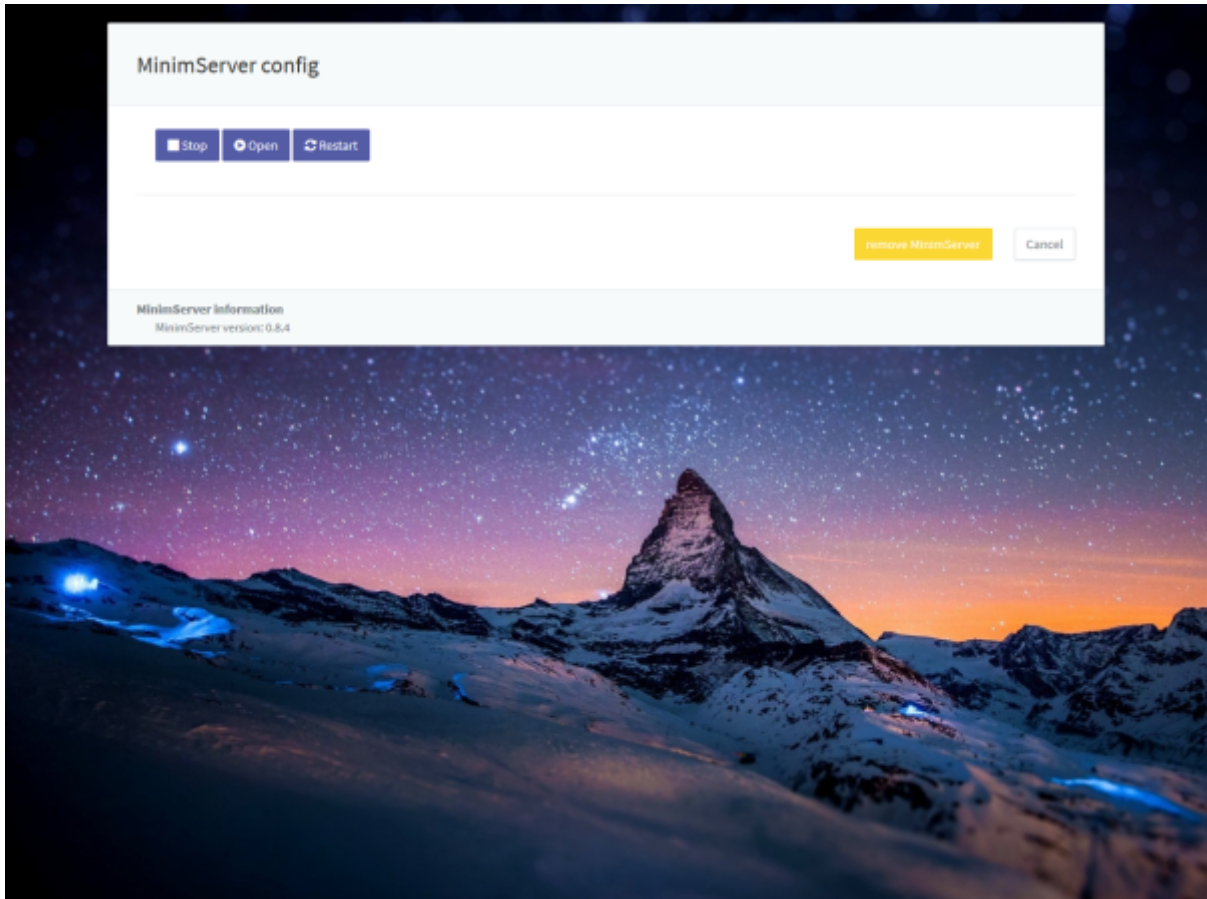 MinimServer config
Stop Open Restart
remove MinimServer Cancel
MinimServer information
MinimServer version: 0.8.4